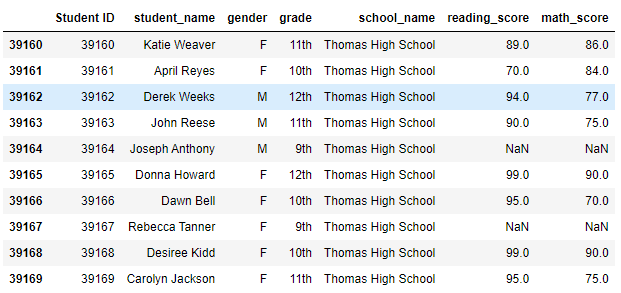 Student ID student_name gender grade school_name reading_score math_score
39160 39160 Katie Weaver F 11th Thomas High School 89.0 86.0
39161 39161 April Reyes F 10th Thomas High School 70.0 84.0
39162 39162 Derek Weeks M 12th Thomas High School 94.0 77.0
39163 39163 John Reese M 11th Thomas High School 90.0 75.0
39164 39164 Joseph Anthony M 9th Thomas High School NaN NaN
39165 39165 Donna Howard F 12th Thomas High School 99.0 90.0
39166 39166 Dawn Bell F 10th Thomas High School 95.0 70.0
39167 39167 Rebecca Tanner F 9th Thomas High School NaN NaN
39168 39168 Desiree Kidd F 10th Thomas High School 99.0 90.0
39169 39169 Carolyn Jackson F 11th Thomas High School 95.0 75.0